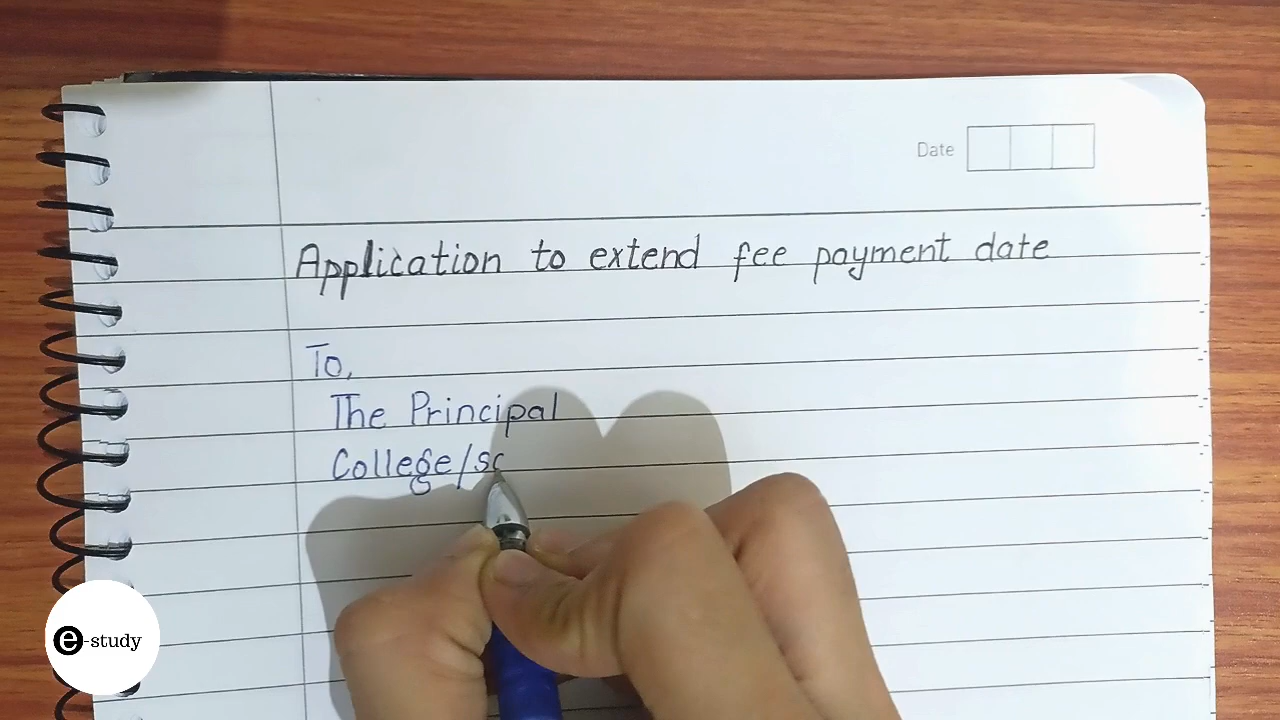 Date
Application to extend fee payment date
To,
The Principal
College/sc
e-study